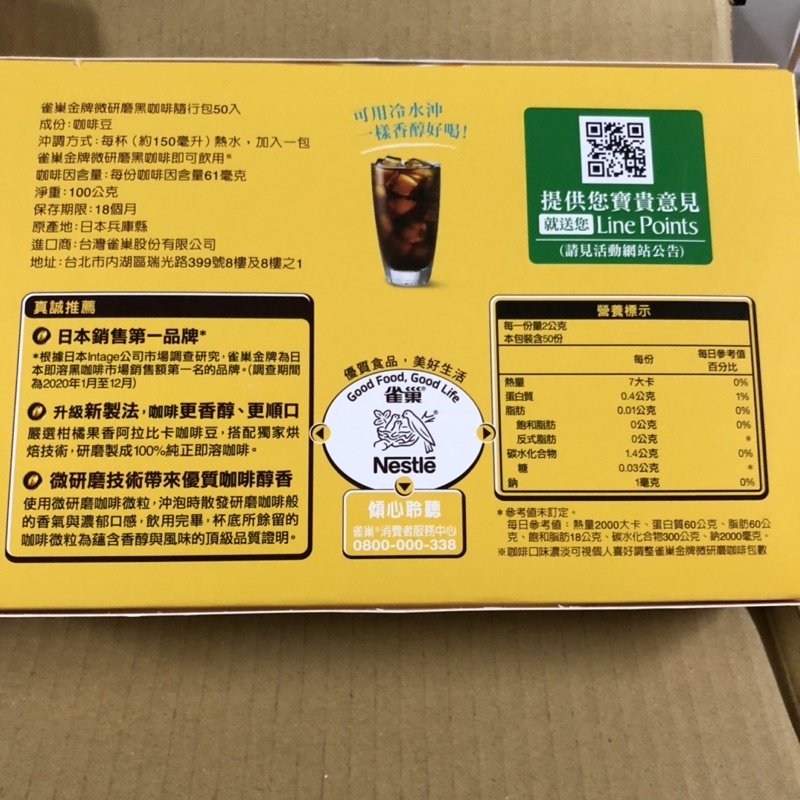 雀巢金牌微研磨黑咖啡隨行包50入
成份:咖啡豆
沖調方式:每杯(約150毫升)熱水,加入一包
雀巢金牌微研磨黑咖啡即可飲用*
咖啡因含量:每份咖啡因含量61毫克
淨重:100公克
保存期限:18個月
原產地:日本兵庫縣
進口商:台灣雀巢股份有限公司
地址:台北市內湖區瑞光路399號8樓及8樓之1
可用冷水沖
一樣香醇好喝!
提供您寶貴意見
就送您 Line Points
(請見活動網站公告)
真誠推薦
日本銷售第一品牌*
*根據日本Intage公司市場調查研究,雀巢金牌為日
本即溶黑咖啡市場銷售額第一名的品牌。(調查期間
為2020年1月至12月)
升級新製法,咖啡更香醇、更順口
嚴選柑橘果香阿拉比卡咖啡豆,搭配獨家烘
焙技術,研磨製成100%純正即溶咖啡。
微研磨技術帶來優質咖啡醇香
使用微研磨咖啡微粒,沖泡時散發研磨咖啡般
的香氣與濃郁口感,飲用完畢,杯底所餘留的
咖啡微粒為蘊含香醇與風味的頂級品質證明。
優質食品,美好生活
Good Food, Good Life
雀巢®
Nestlé
傾心聆聽
雀巢®消費者服務中心
0800-000-338
營養標示
每一份量2公克
本包裝含50份
每份 每日參考值
百分比
熱量 7大卡 0%
蛋白質 0.4公克 1%
脂肪 0.01公克 0%
飽和脂肪 0公克 0%
反式脂肪 0公克 *
碳水化合物 1.4公克 0%
糖 0.03公克 *
鈉 1毫克 0%
*參考值未訂定。
每日參考值:熱量2000大卡、蛋白質60公克、脂肪60公
克、飽和脂肪18公克、碳水化合物300公克、鈉2000毫克。
※咖啡口味濃淡可視個人喜好調整雀巢金牌微研磨咖啡包數